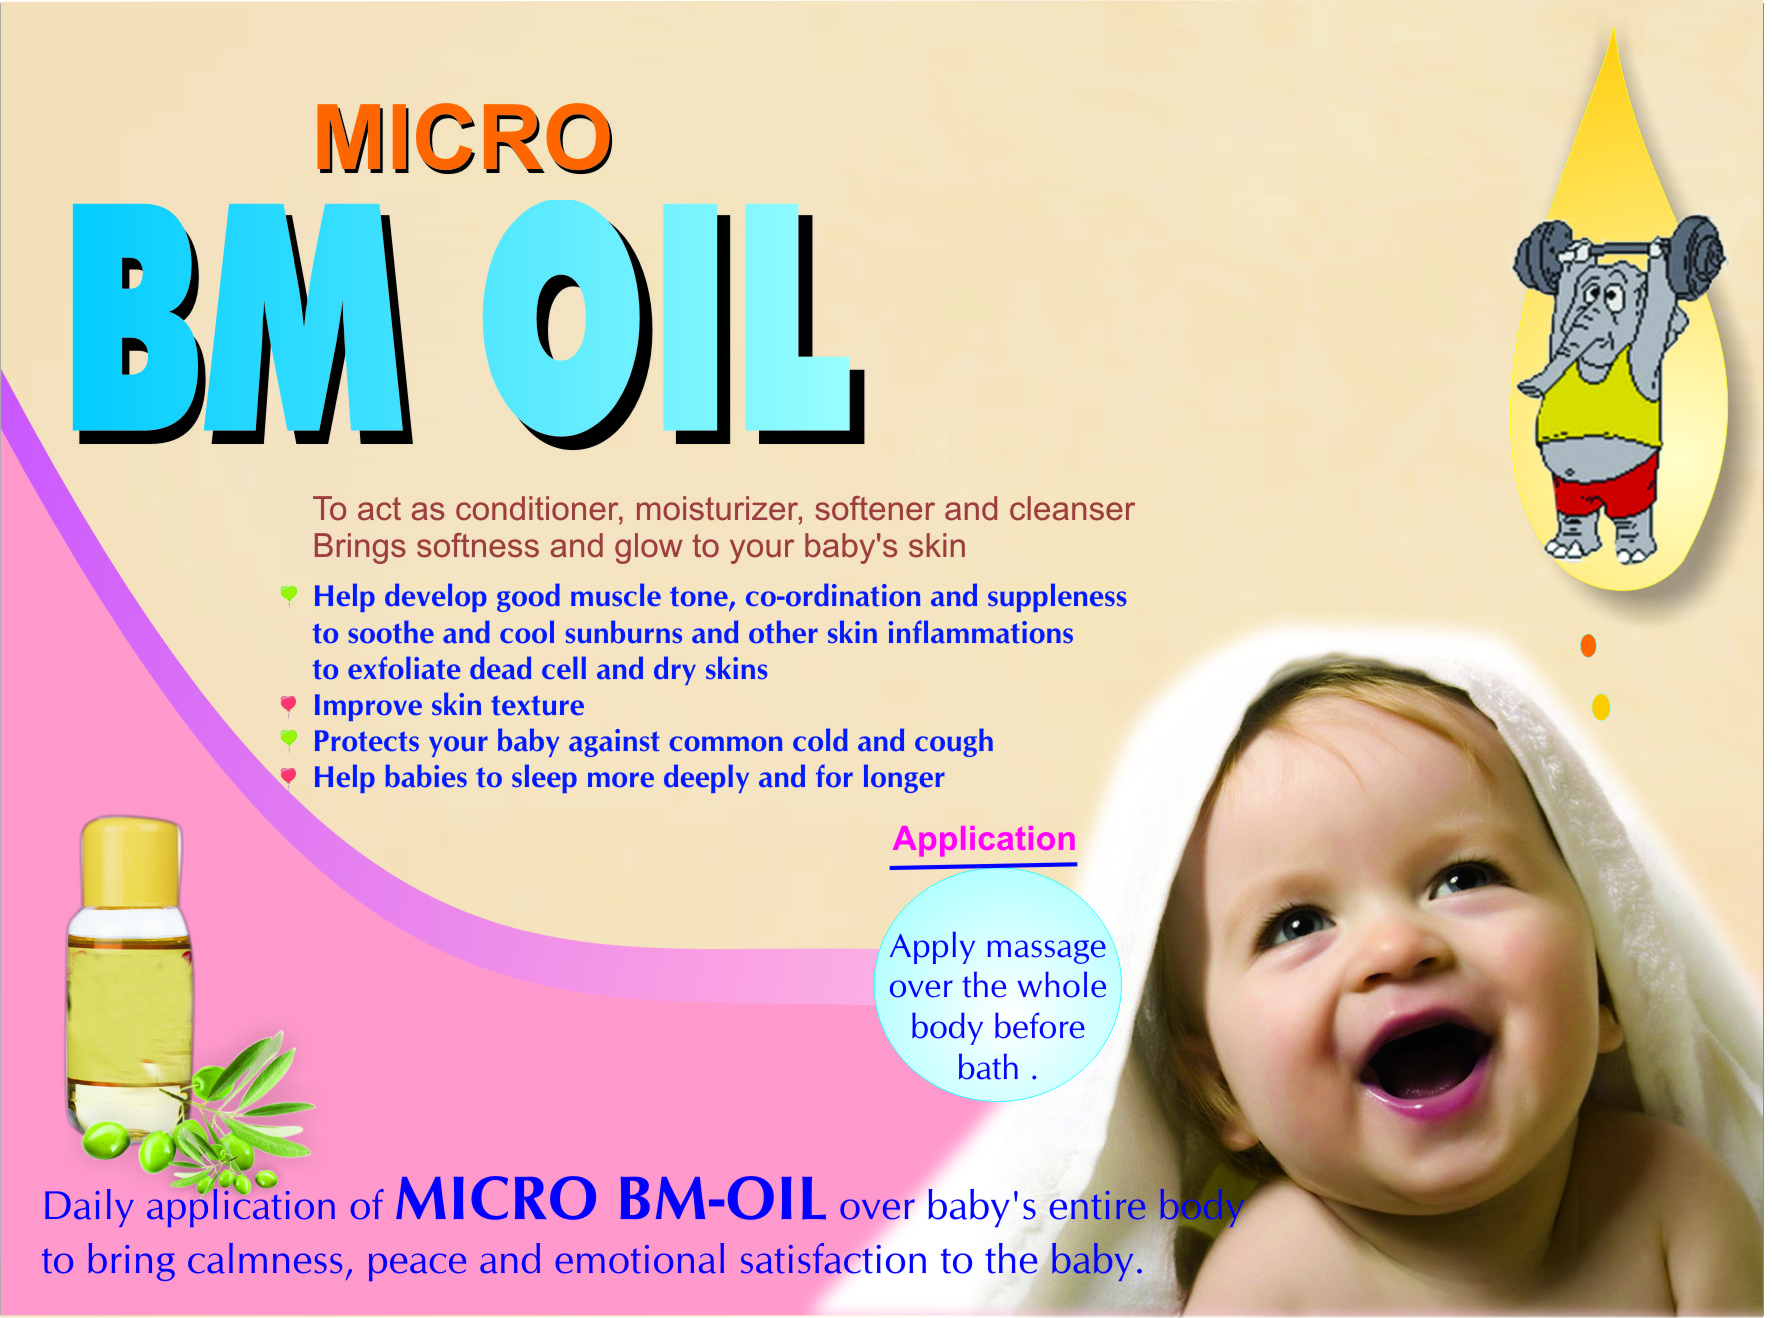 MICRO
BM OIL
To act as conditioner, moisturizer, softener and cleanser
Brings softness and glow to your baby's skin
Help develop good muscle tone, co-ordination and suppleness
to soothe and cool sunburns and other skin inflammations
to exfoliate dead cell and dry skins
Improve skin texture
Protects your baby against common cold and cough
Help babies to sleep more deeply and for longer
Application
Apply massage
over the whole
body before
bath .
Daily application of MICRO BM-OIL over baby's entire body
to bring calmness, peace and emotional satisfaction to the baby.